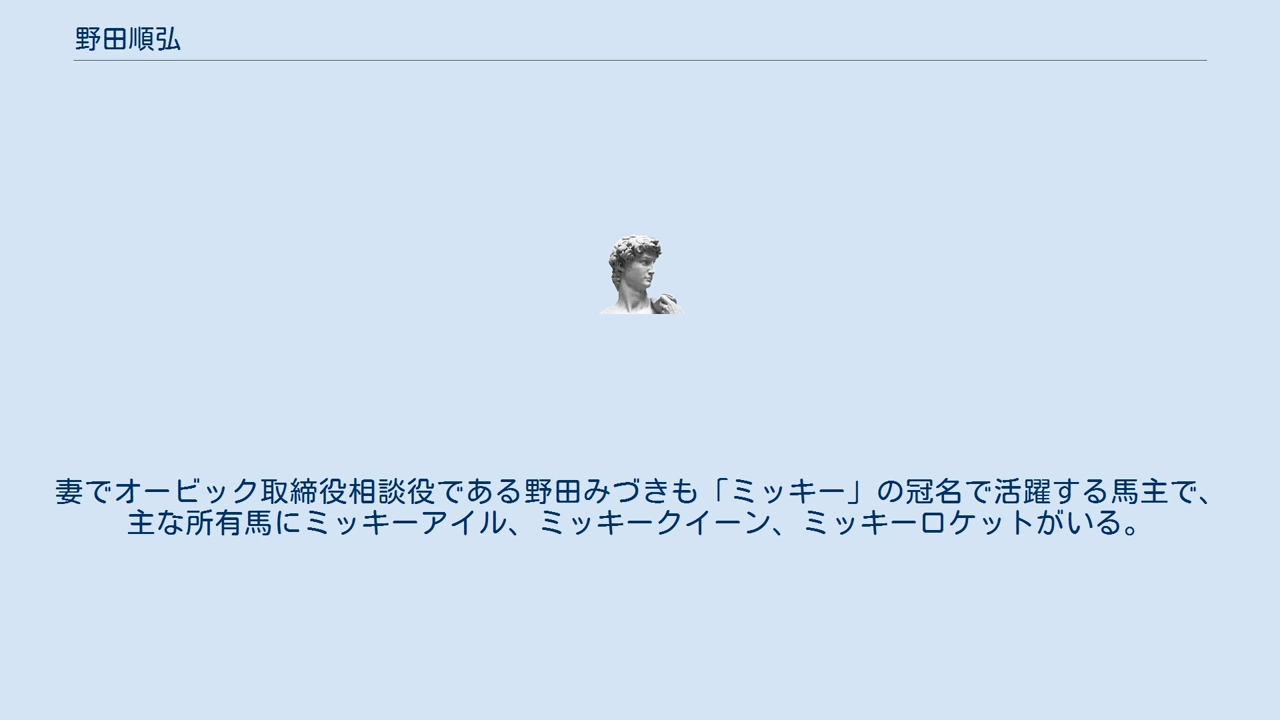 野田順弘
妻でオービック取締役相談役である野田みづきも「ミッキー」の冠名で活躍する馬主で、
主な所有馬にミッキーアイル、ミッキークイーン、ミッキーロケットがいる。